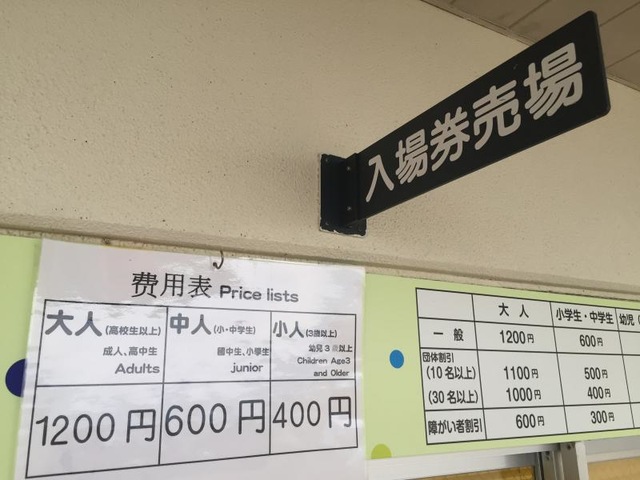 入場券売場
費用表 Price lists
大人(高校生以上) 中人(小・中学生) 小人(3歳以上)
成人、高中生 國中生、小學生 幼兒3歲以上
Adults junior Children Age3
and Older
1200円 600円 400円
大人 小学生・中学生 幼児
一般 1200円 600円
団体割引
(10名以上) 1100円 500円
(30名以上) 1000円 400円
障がい者割引 600円 300円